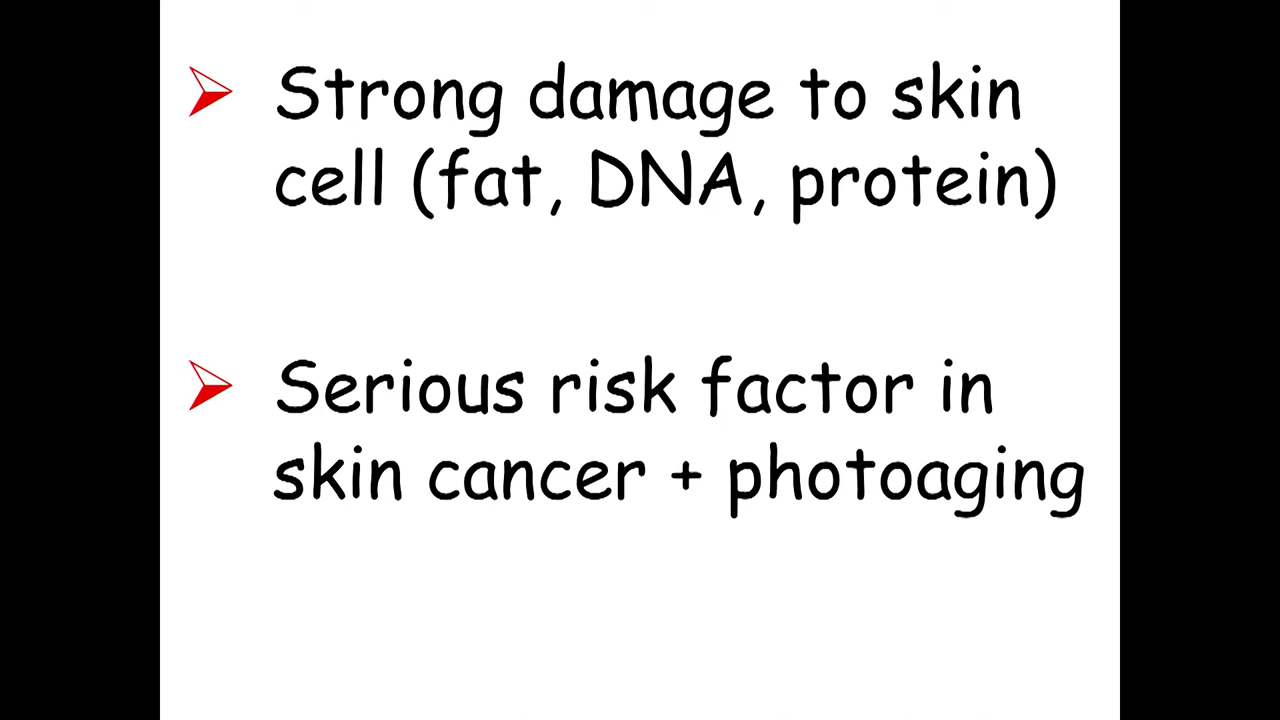 Strong damage to skin
cell (fat, DNA, protein)
Serious risk factor in
skin cancer + photoaging